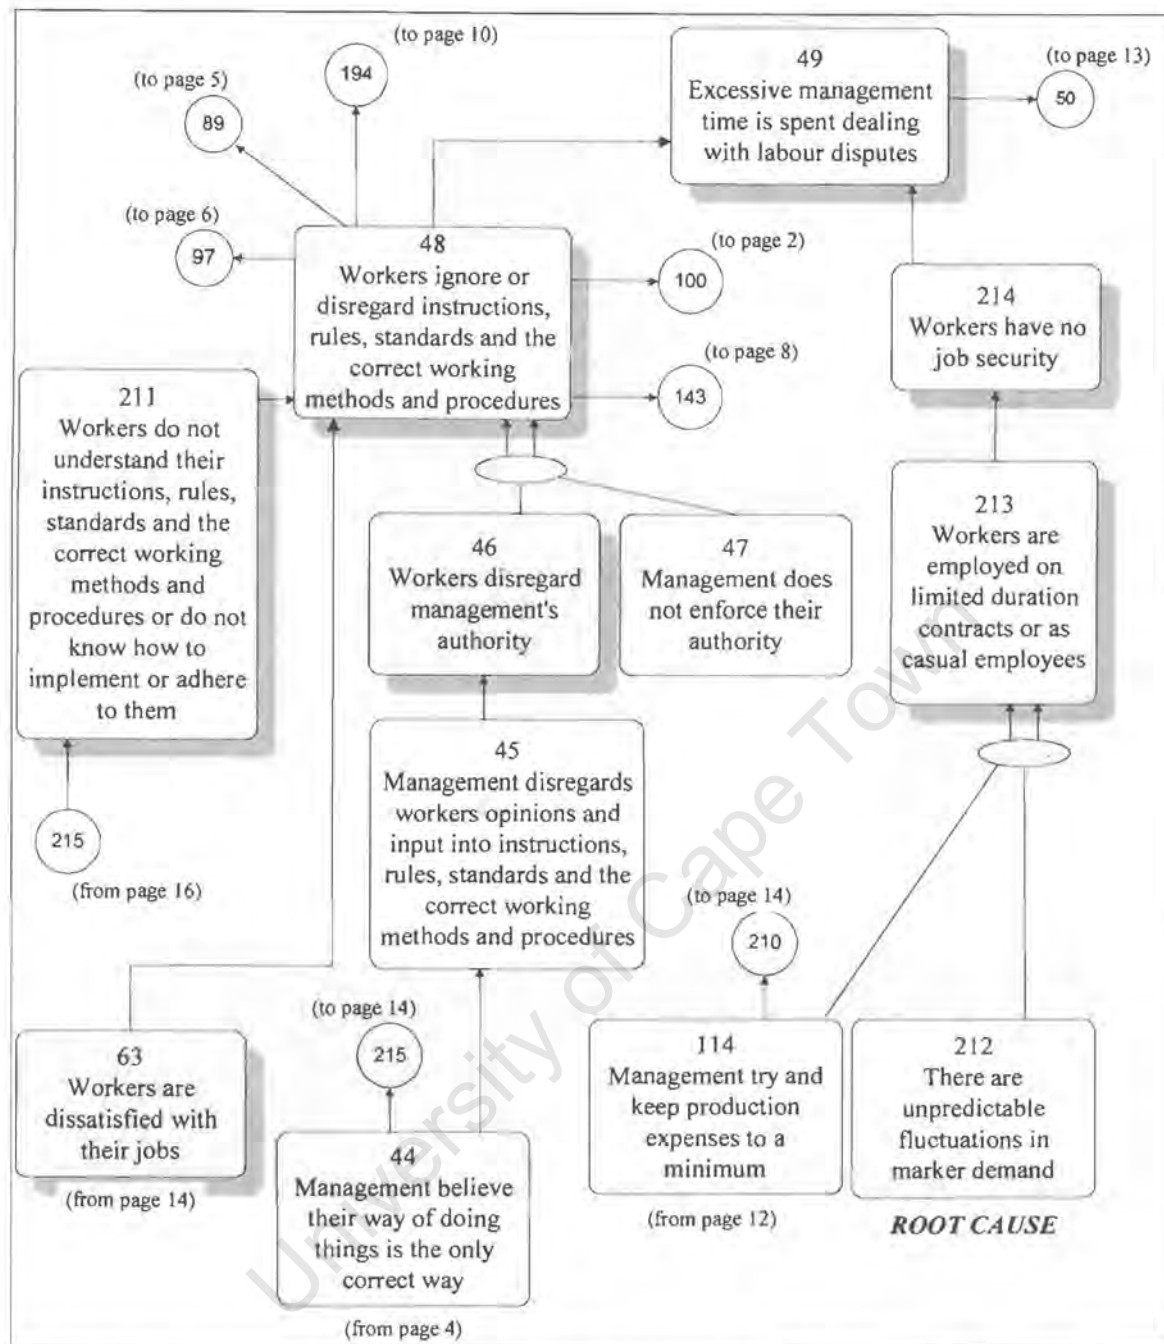 (to page 10)
194
(to page 5)
89
(to page 6)
97
49
Excessive management
time is spent dealing
with labour disputes
(to page 13)
50
48
Workers ignore or
disregard instructions,
rules, standards and the
correct working
methods and procedures
(to page 2)
100
(to page 8)
143
214
Workers have no
job security
211
Workers do not
understand their
instructions, rules,
standards and the
correct working
methods and
procedures or do not
know how to
implement or adhere
to them
46
Workers disregard
management's
authority
47
Management does
not enforce their
authority
213
Workers are
employed on
limited duration
contracts or as
casual employees
215
(from page 16)
45
Management disregards
workers opinions and
input into instructions,
rules, standards and the
correct working
methods and procedures
(to page 14)
210
63
Workers are
dissatisfied with
their jobs
(from page 14)
(to page 14)
215
44
Management believe
their way of doing
things is the only
correct way
(from page 4)
114
Management try and
keep production
expenses to a
minimum
(from page 12)
212
There are
unpredictable
fluctuations in
marker demand
ROOT CAUSE
University of Cape Town